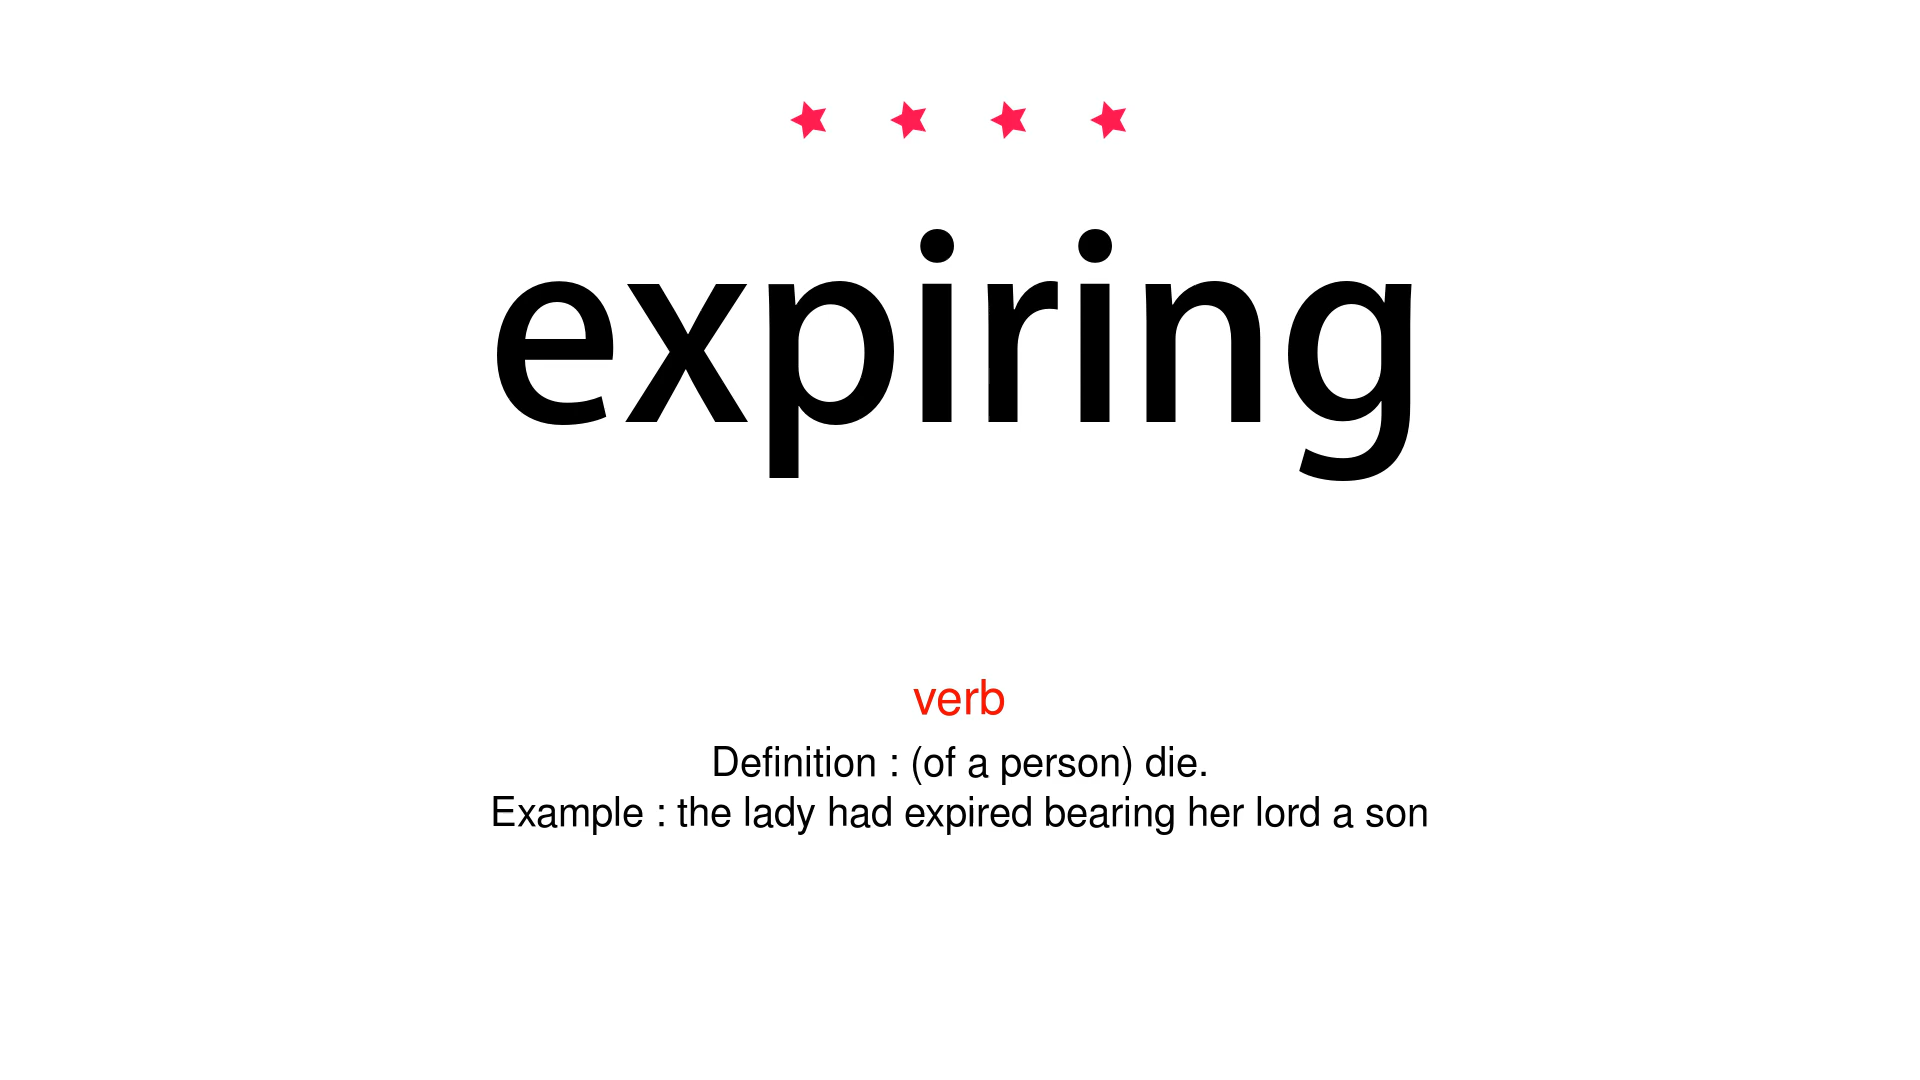 expiring
verb
Definition : (of a person) die.
Example : the lady had expired bearing her lord a son